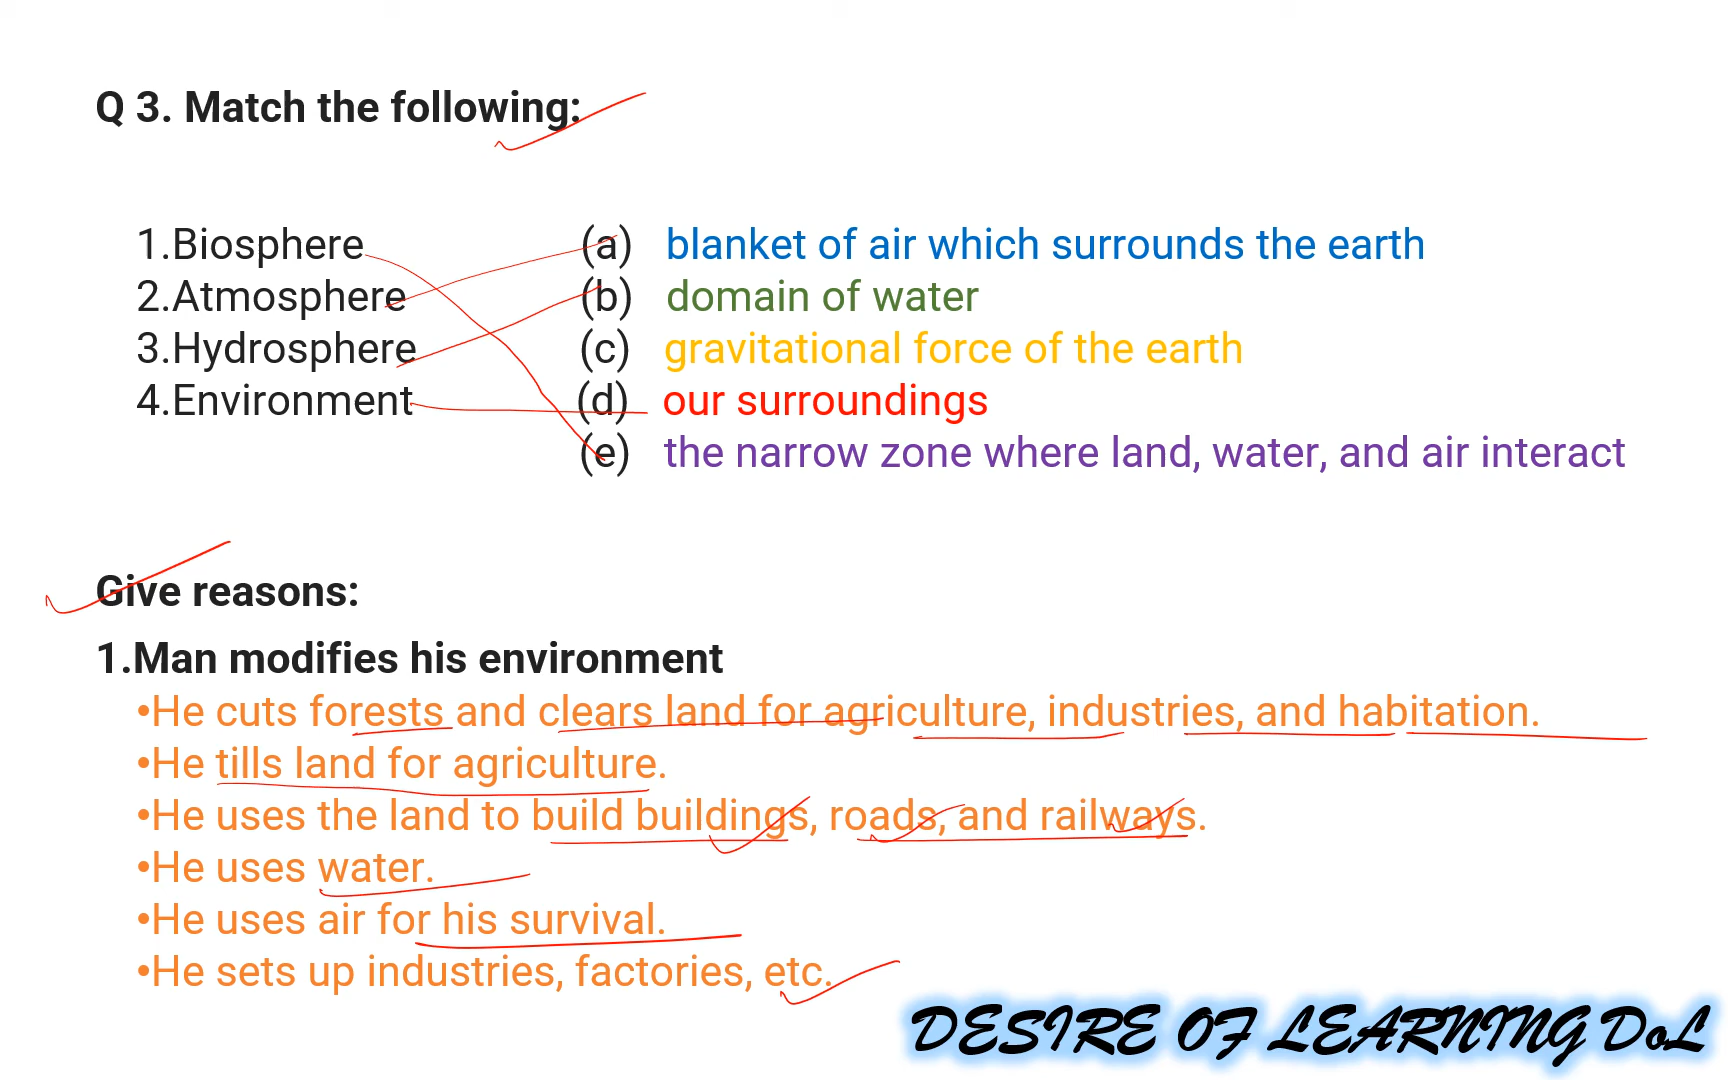 Q 3. Match the following:
1.Biosphere (a) blanket of air which surrounds the earth
2.Atmosphere (b) domain of water
3.Hydrosphere (c) gravitational force of the earth
4.Environment (d) our surroundings
(e) the narrow zone where land, water, and air interact
Give reasons:
1.Man modifies his environment
•He cuts forests and clears land for agriculture, industries, and habitation.
•He tills land for agriculture.
•He uses the land to build buildings, roads, and railways.
•He uses water.
•He uses air for his survival.
•He sets up industries, factories, etc.
DESIRE OF LEARNING DoL